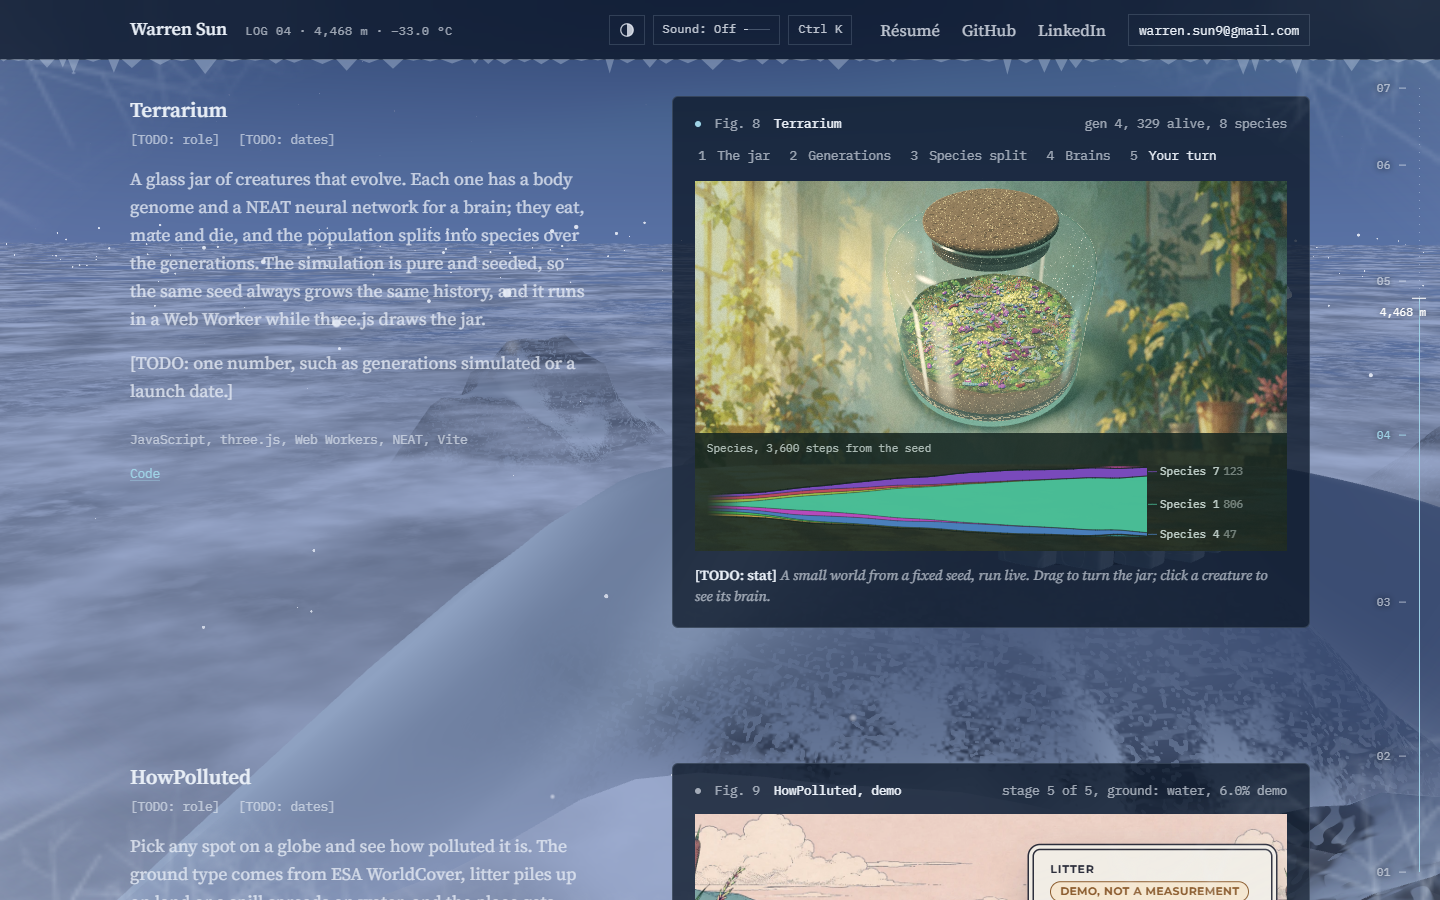 Warren Sun LOG 04 · 4,468 m · −33.0 °C Sound: Off Ctrl K Résumé GitHub LinkedIn warren.sun9@gmail.com
Terrarium
[TODO: role] [TODO: dates]
A glass jar of creatures that evolve. Each one has a body
genome and a NEAT neural network for a brain; they eat,
mate and die, and the population splits into species over
the generations. The simulation is pure and seeded, so
the same seed always grows the same history, and it runs
in a Web Worker while three.js draws the jar.
[TODO: one number, such as generations simulated or a
launch date.]
JavaScript, three.js, Web Workers, NEAT, Vite
Code
Fig. 8 Terrarium gen 4, 329 alive, 8 species
1 The jar 2 Generations 3 Species split 4 Brains 5 Your turn
Species, 3,600 steps from the seed
Species 7 123
Species 1 806
Species 4 47
[TODO: stat] A small world from a fixed seed, run live. Drag to turn the jar; click a creature to
see its brain.
07
06
05
4,468 m
04
03
02
01
HowPolluted
[TODO: role] [TODO: dates]
Pick any spot on a globe and see how polluted it is. The
ground type comes from ESA WorldCover, litter piles up
on land one spill spreads on water and the place gets
Fig. 9 HowPolluted, demo stage 5 of 5, ground: water, 6.0% demo
LITTER
DEMO, NOT A MEASUREMENT